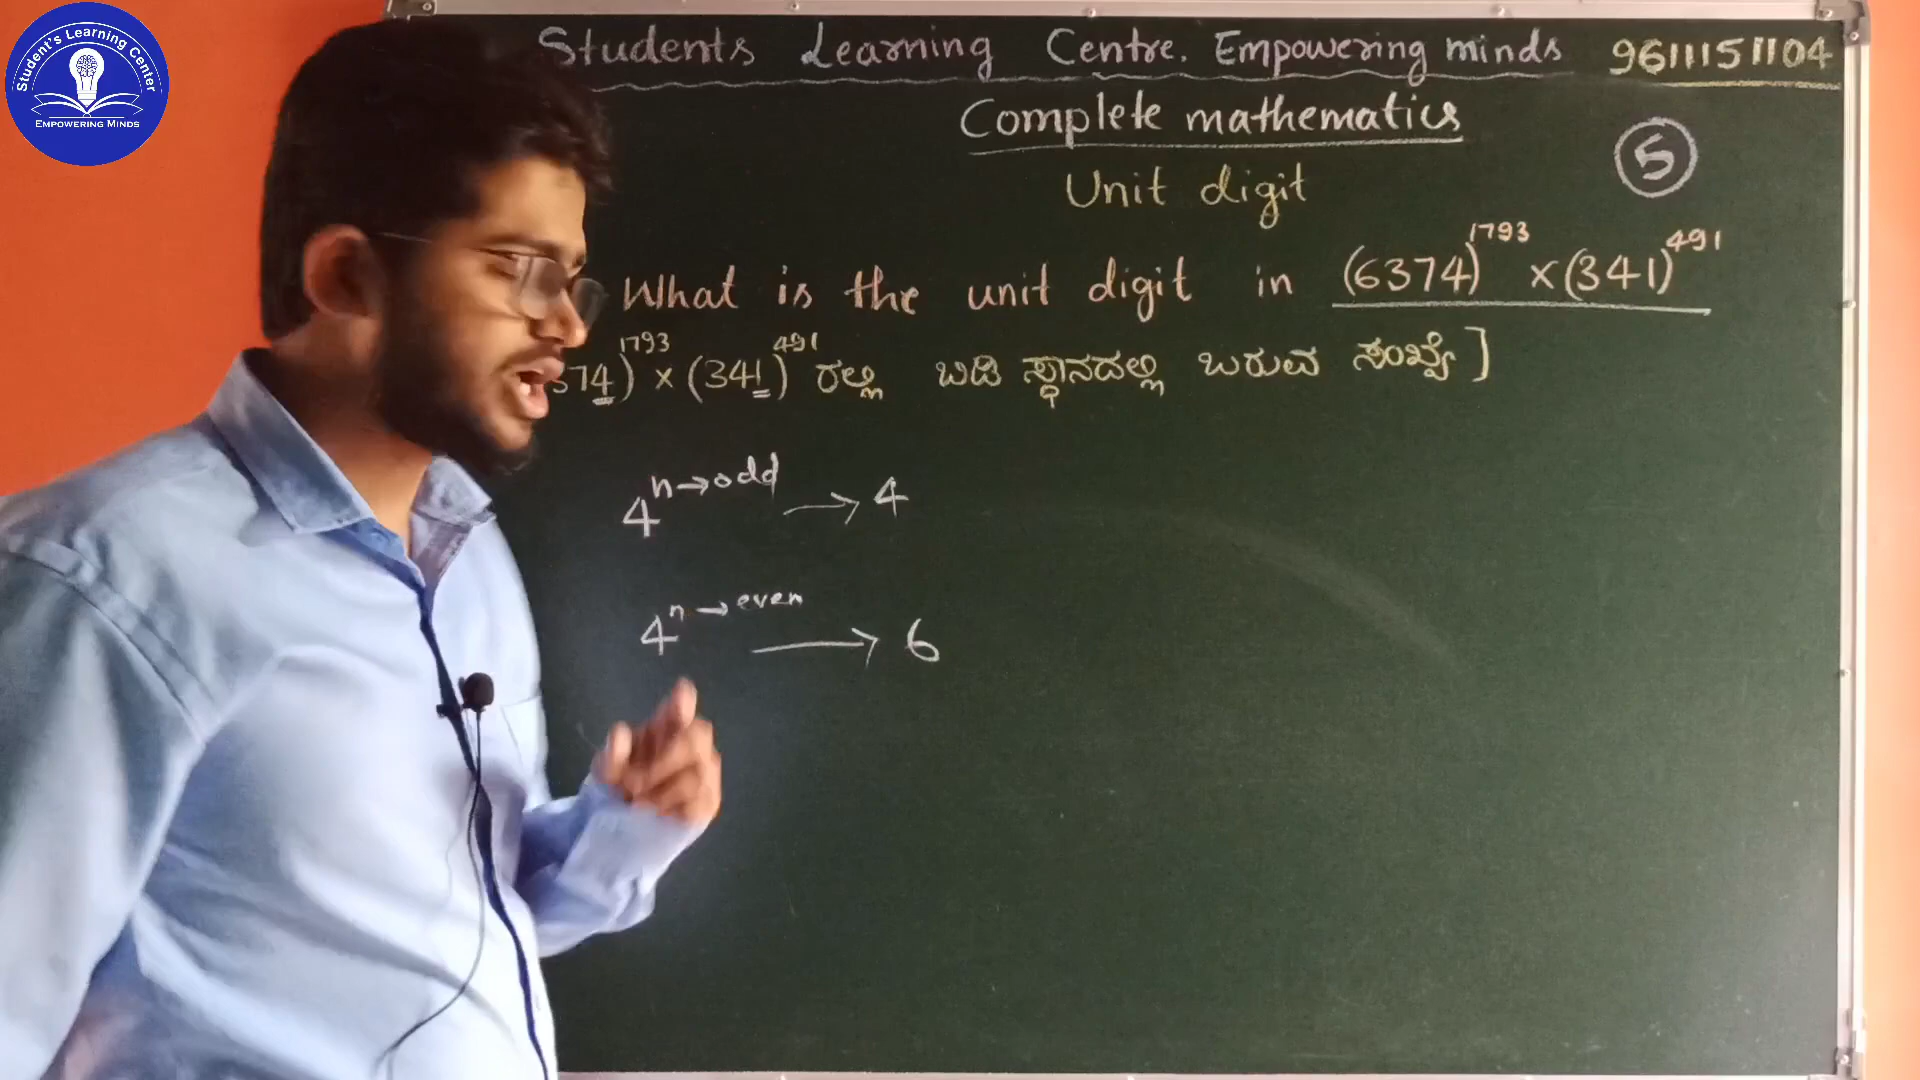 Student's Learning Center
EMPOWERING MINDS
Students Learning Centre. Empowering minds 9611151104
Complete mathematics
5
Unit digit
What is the unit digit in (6374)^1793 × (341)^491
374)^1793 × (341)^491 ರಲ್ಲಿ ಬಿಡಿ ಸ್ಥಾನದಲ್ಲಿ ಬರುವ ಸಂಖ್ಯೆ]
4^n→odd → 4
4^n→even → 6